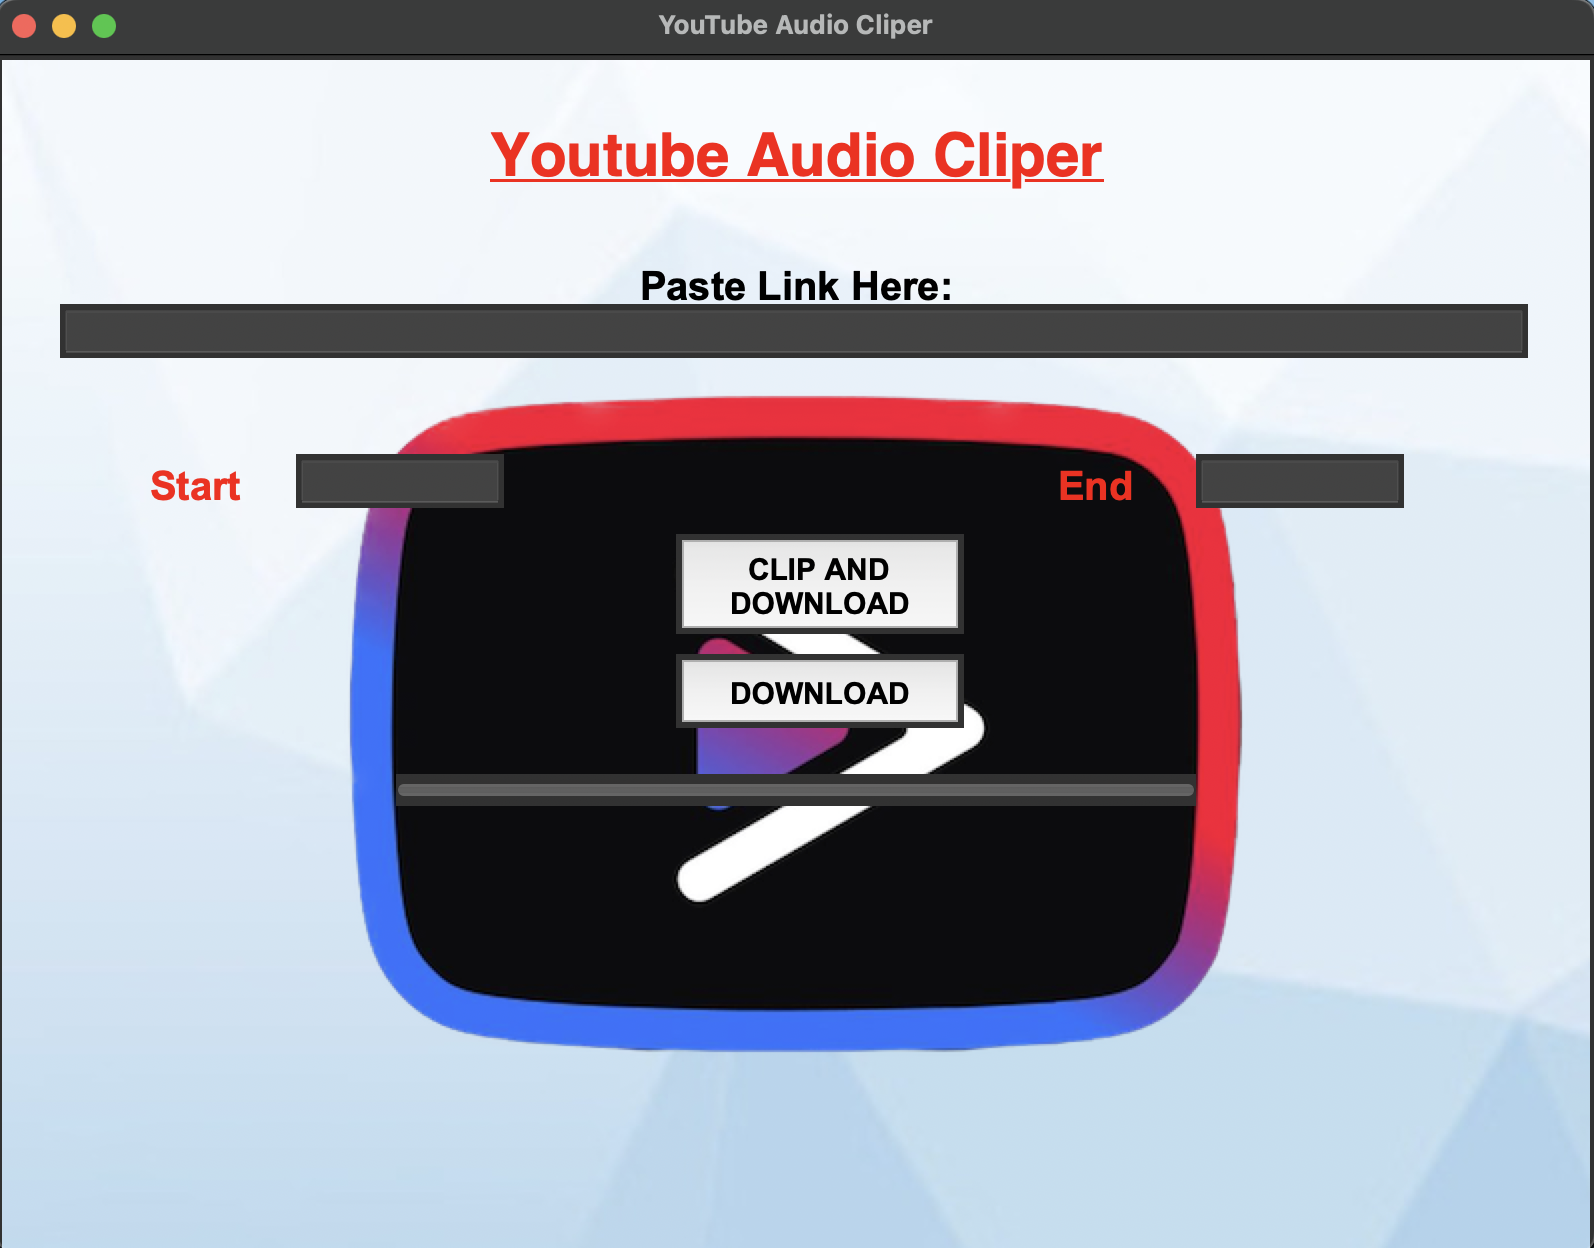 YouTube Audio Cliper
Youtube Audio Cliper
Paste Link Here:
Start
End
CLIP AND
DOWNLOAD
DOWNLOAD